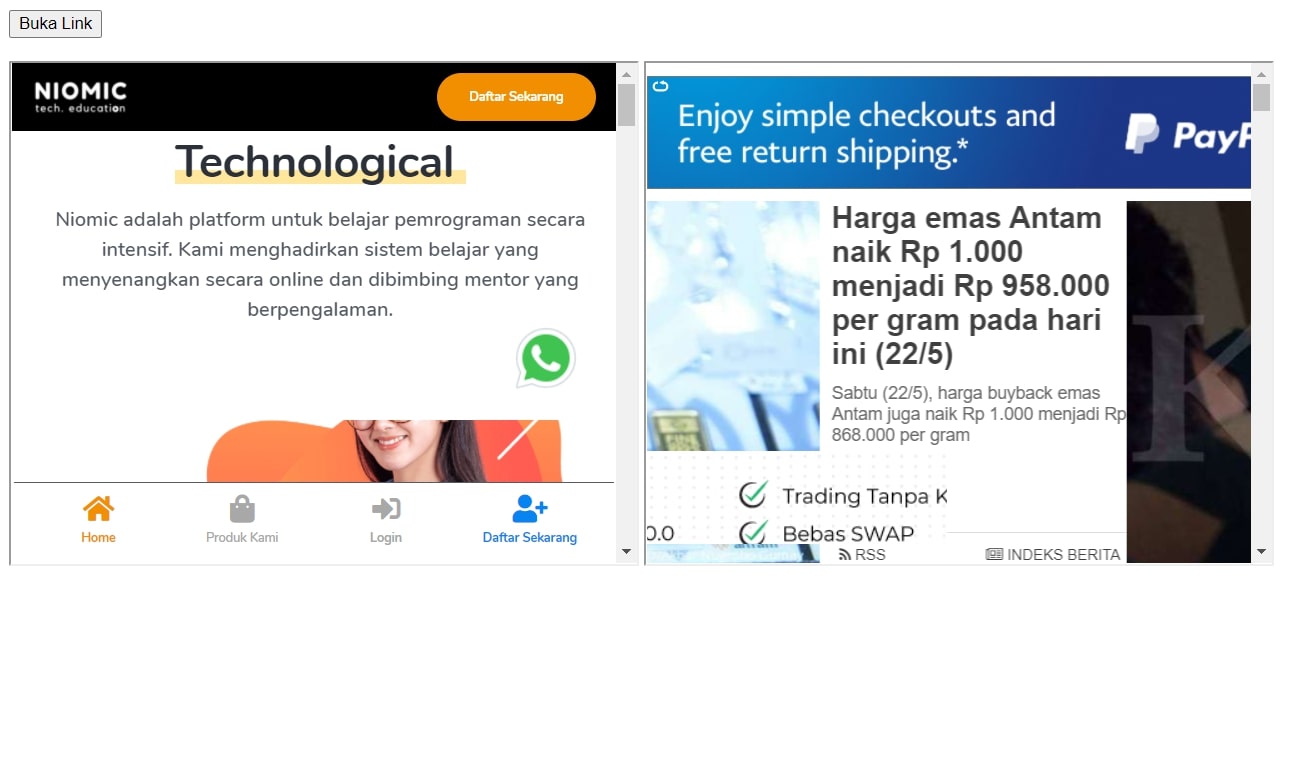 Buka Link
NIOMIC
tech. education
Daftar Sekarang
Technological
Niomic adalah platform untuk belajar pemrograman secara
intensif. Kami menghadirkan sistem belajar yang
menyenangkan secara online dan dibimbing mentor yang
berpengalaman.
Home
Produk Kami
Login
Daftar Sekarang
Enjoy simple checkouts and
free return shipping.*
PayP
Harga emas Antam
naik Rp 1.000
menjadi Rp 958.000
per gram pada hari
ini (22/5)
Sabtu (22/5), harga buyback emas
Antam juga naik Rp 1.000 menjadi Rp
868.000 per gram
K
Trading Tanpa K
0.0
Bebas SWAP
RSS
INDEKS BERITA